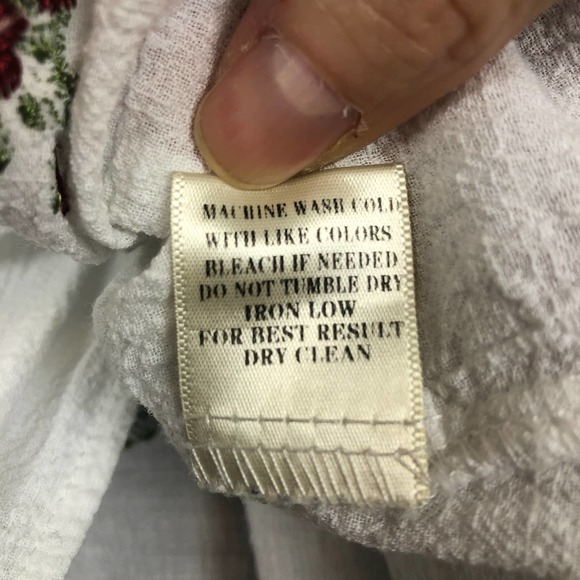 MACHINE WASH COLD
WITH LIKE COLORS
BLEACH IF NEEDED
DO NOT TUMBLE DRY
IRON LOW
FOR BEST RESULT
DRY CLEAN